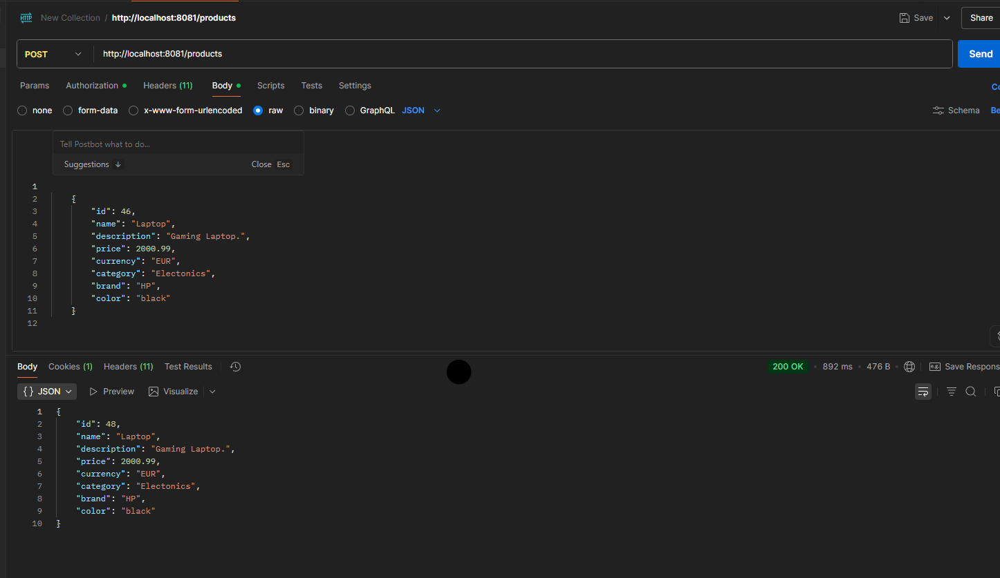 HTTP New Collection / http://localhost:8081/products Save Share
POST http://localhost:8081/products Send
Params Authorization Headers (11) Body Scripts Tests Settings
none form-data x-www-form-urlencoded raw binary GraphQL JSON Schema
Tell Postbot what to do...
Suggestions ↓ Close Esc
1
2 {
3 "id": 46,
4 "name": "Laptop",
5 "description": "Gaming Laptop.",
6 "price": 2000.99,
7 "currency": "EUR",
8 "category": "Electonics",
9 "brand": "HP",
10 "color": "black"
11 }
12
Body Cookies (1) Headers (11) Test Results 200 OK • 892 ms • 476 B • e.g. Save Respons
{} JSON Preview Visualize
1 {
2 "id": 48,
3 "name": "Laptop",
4 "description": "Gaming Laptop.",
5 "price": 2000.99,
6 "currency": "EUR",
7 "category": "Electonics",
8 "brand": "HP",
9 "color": "black"
10 }